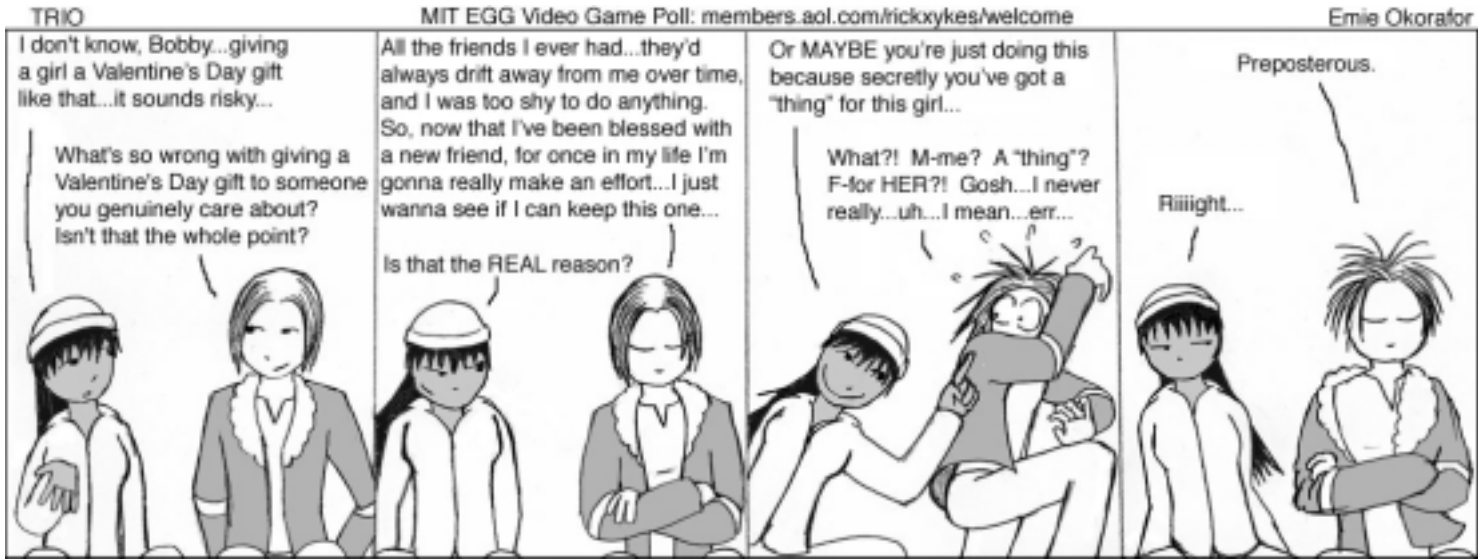 TRIO
MIT EGG Video Game Poll: members.aol.com/rickxykes/welcome
Emie Okorafor
I don't know, Bobby...giving
a girl a Valentine's Day gift
like that...it sounds risky...
What's so wrong with giving a
Valentine's Day gift to someone
you genuinely care about?
Isn't that the whole point?
All the friends I ever had...they'd
always drift away from me over time,
and I was too shy to do anything.
So, now that I've been blessed with
a new friend, for once in my life I'm
gonna really make an effort...I just
wanna see if I can keep this one...
Is that the REAL reason?
Or MAYBE you're just doing this
because secretly you've got a
"thing" for this girl...
What?! M-me? A "thing"?
F-for HER?! Gosh...I never
really...uh...I mean...err...
Preposterous.
Riiiight...